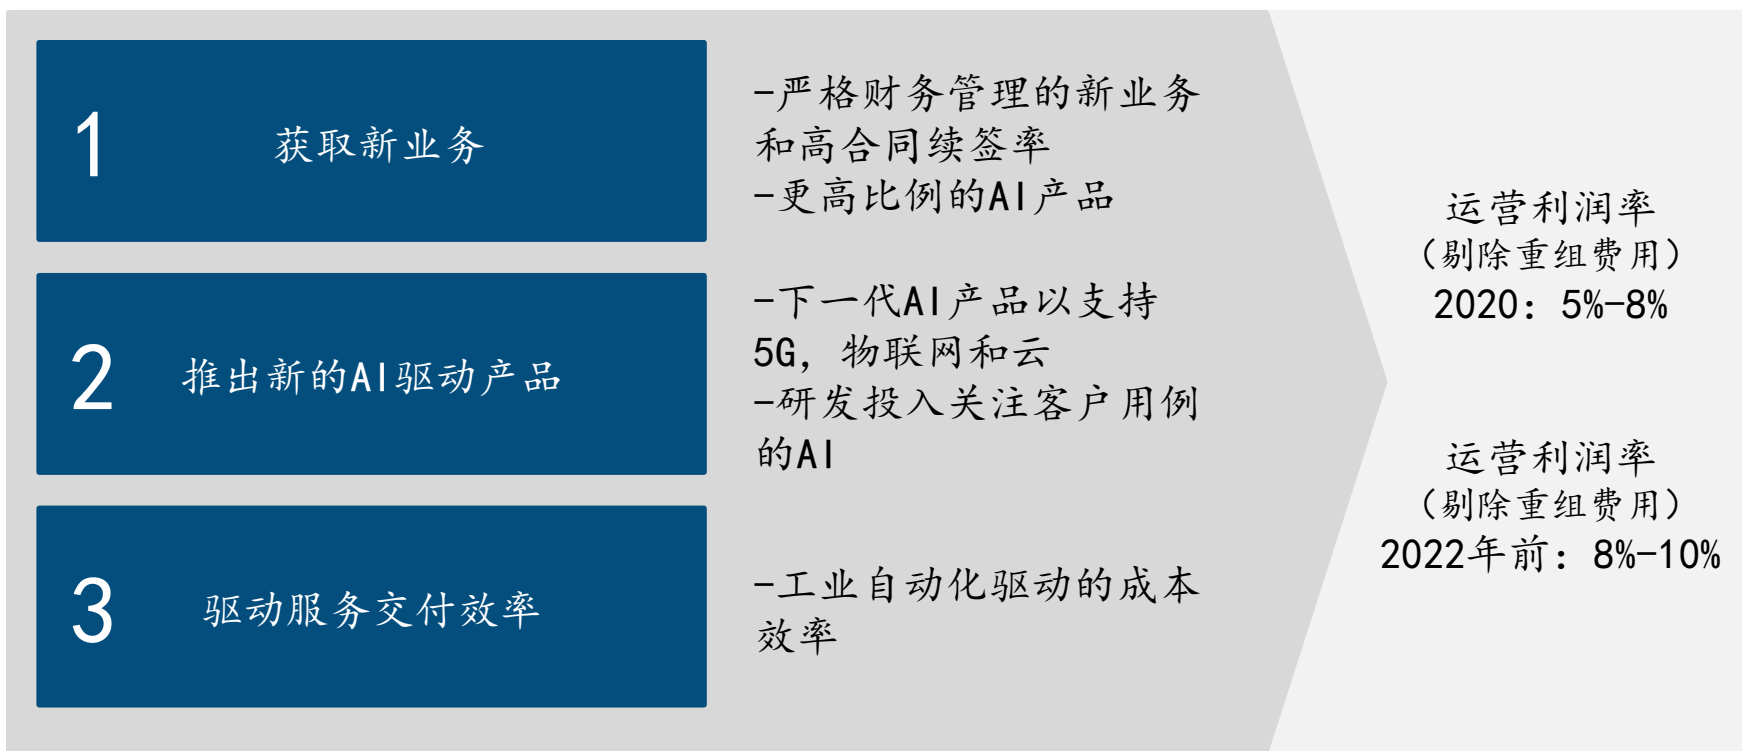 1
获取新业务
-严格财务管理的新业务
和高合同续签率
-更高比例的AI产品
2
推出新的AI驱动产品
-下一代AI产品以支持
5G，物联网和云
-研发投入关注客户用例
的AI
3
驱动服务交付效率
-工业自动化驱动的成本
效率
运营利润率
（剔除重组费用）
2020：5%-8%
运营利润率
（剔除重组费用）
2022年前：8%-10%